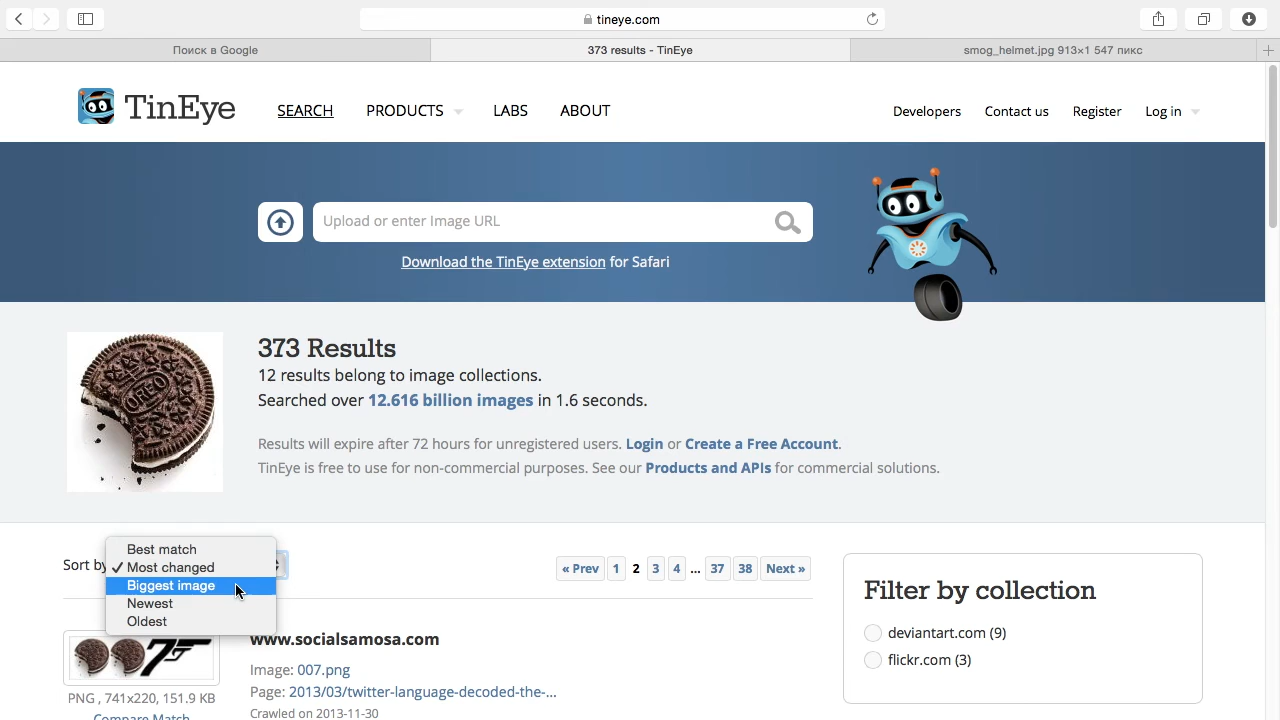 tineye.com
Поиск в Google
373 results - TinEye
smog_helmet.jpg 913×1 547 пикс
TinEye
SEARCH
PRODUCTS
LABS
ABOUT
Developers
Contact us
Register
Log in
Upload or enter Image URL
Download the TinEye extension for Safari
OREO
373 Results
12 results belong to image collections.
Searched over 12.616 billion images in 1.6 seconds.
Results will expire after 72 hours for unregistered users. Login or Create a Free Account.
TinEye is free to use for non-commercial purposes. See our Products and APIs for commercial solutions.
Sort by
Best match
✓ Most changed
Biggest image
Newest
Oldest
« Prev 1 2 3 4 ... 37 38 Next »
www.socialsamosa.com
Image: 007.png
Page: 2013/03/twitter-language-decoded-the-...
Crawled on 2013-11-30
PNG , 741x220, 151.9 KB
Compare Match
Filter by collection
deviantart.com (9)
flickr.com (3)